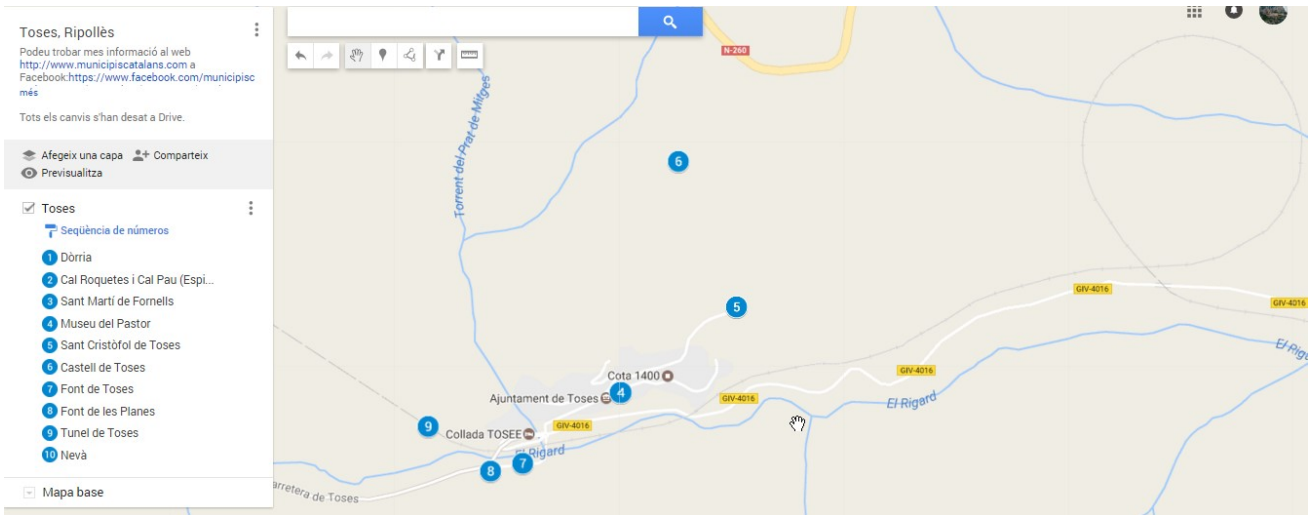 Toses, Ripollès
Podeu trobar mes informació al web
http://www.municipiscatalans.com a
Facebook:https://www.facebook.com/municipisc
més
Tots els canvis s'han desat a Drive.
Afegeix una capa Comparteix
Previsualitza
Toses
Seqüència de números
1 Dòrria
2 Cal Roquetes i Cal Pau (Espi...
3 Sant Martí de Fornells
4 Museu del Pastor
5 Sant Cristòfol de Toses
6 Castell de Toses
7 Font de Toses
8 Font de les Planes
9 Tunel de Toses
10 Nevà
Mapa base
N-260
Torrent del Prat de Mitges
6
GIV-4016
GIV-4016
5
El Rig
Cota 1400
GIV-4016
4
Ajuntament de Toses
GIV-4016
El Rigard
9
Collada TOSEE
GIV-4016
El Rigard
8
7
arretera de Toses